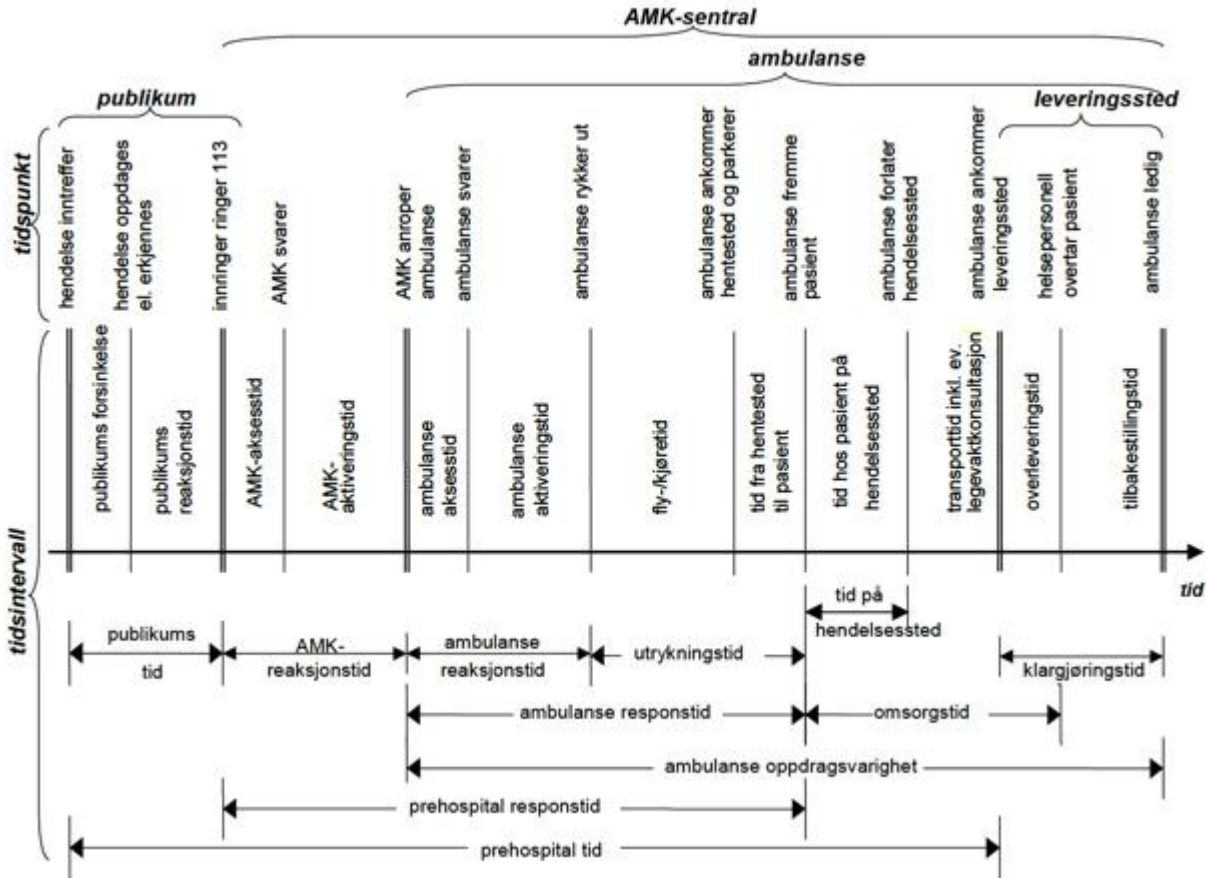 AMK-sentral
ambulanse
publikum
leveringssted
tidspunkt
hendelse inntreffer
hendelse oppdages
el. erkjennes
innringer ringer 113
AMK svarer
AMK anroper
ambulanse
ambulanse svarer
ambulanse rykker ut
ambulanse ankommer
hentested og parkerer
ambulanse fremme
pasient
ambulanse forlater
hendelsessted
ambulanse ankommer
leveringssted
helsepersonell
overtar pasient
ambulanse ledig
tidsintervall
publikums forsinkelse
publikums
reaksjonstid
AMK-aksesstid
AMK-
aktiveringstid
ambulanse
aksesstid
ambulanse
aktiveringstid
fly-/kjøretid
tid fra hentested
til pasient
tid hos pasient på
hendelsessted
transporttid inkl. ev.
legevaktkonsultasjon
overleveringstid
tilbakestillingstid
tid
tid på
hendelsessted
publikums
tid
AMK-
reaksjonstid
ambulanse
reaksjonstid
utrykningstid
klargjøringstid
ambulanse responstid
omsorgstid
ambulanse oppdragsvarighet
prehospital responstid
prehospital tid